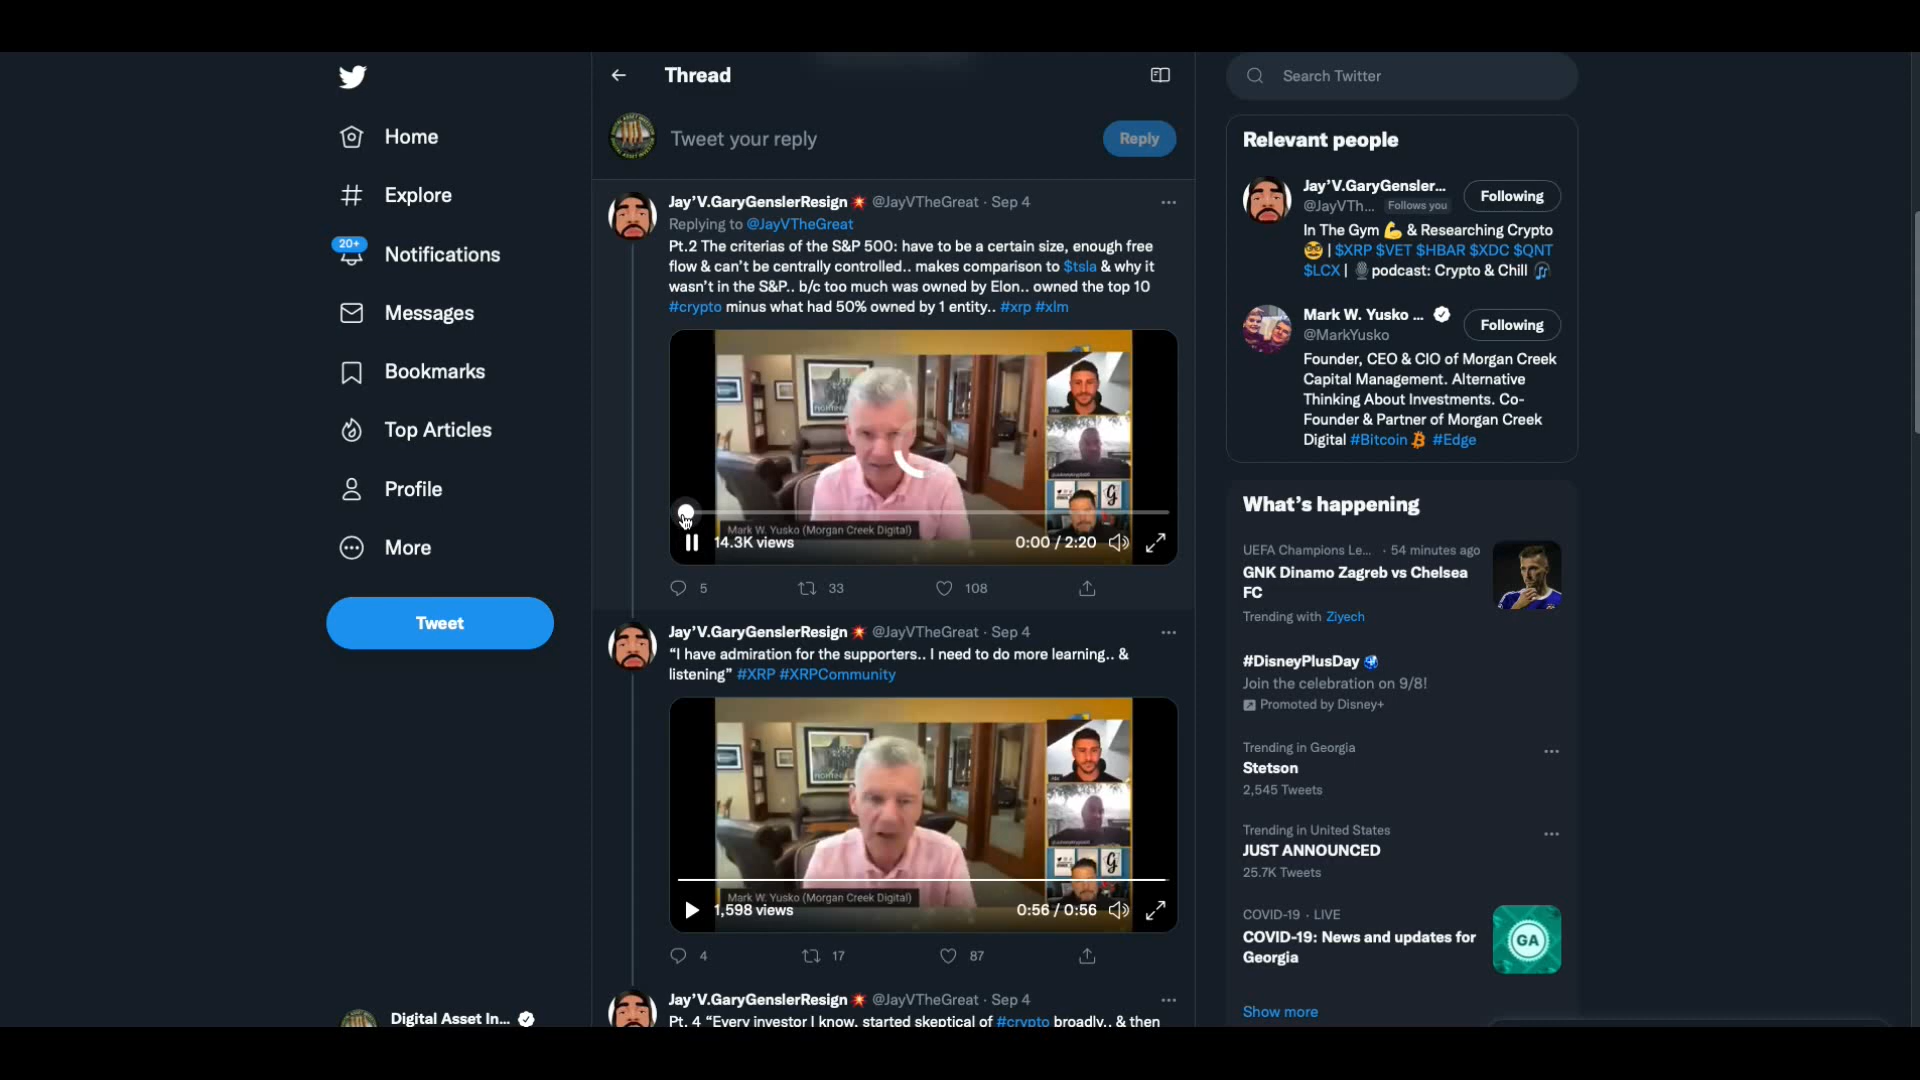 Home
Explore
20+
Notifications
Messages
Bookmarks
Top Articles
Profile
More
Tweet
Digital Asset In...
Thread
Tweet your reply
Reply
Jay'V.GaryGenslerResign💥 @JayVTheGreat · Sep 4
Replying to @JayVTheGreat
Pt.2 The criterias of the S&P 500: have to be a certain size, enough free
flow & can't be centrally controlled.. makes comparison to $tsla & why it
wasn't in the S&P.. b/c too much was owned by Elon.. owned the top 10
#crypto minus what had 50% owned by 1 entity.. #xrp #xlm
Mark W. Yusko (Morgan Creek Digital)
14.3K views
0:00 / 2:20
5
33
108
Jay'V.GaryGenslerResign💥 @JayVTheGreat · Sep 4
"I have admiration for the supporters.. I need to do more learning.. &
listening" #XRP #XRPCommunity
Mark W. Yusko (Morgan Creek Digital)
1,598 views
0:56 / 0:56
4
17
87
Jay'V.GaryGenslerResign💥 @JayVTheGreat · Sep 4
Pt. 4 "Every investor I know, started skeptical of #crypto broadly.. & then
Search Twitter
Relevant people
Jay'V.GaryGensler...
@JayVTh... Follows you
Following
In The Gym 💪 & Researching Crypto
🤓 | $XRP $VET $HBAR $XDC $QNT
$LCX | 🎙podcast: Crypto & Chill 🎶
Mark W. Yusko ...
@MarkYusko
Following
Founder, CEO & CIO of Morgan Creek
Capital Management. Alternative
Thinking About Investments. Co-
Founder & Partner of Morgan Creek
Digital #Bitcoin #Edge
What's happening
UEFA Champions Le... · 54 minutes ago
GNK Dinamo Zagreb vs Chelsea
FC
Trending with Ziyech
#DisneyPlusDay
Join the celebration on 9/8!
Promoted by Disney+
Trending in Georgia
Stetson
2,545 Tweets
Trending in United States
JUST ANNOUNCED
25.7K Tweets
COVID-19 · LIVE
COVID-19: News and updates for
Georgia
GA
Show more